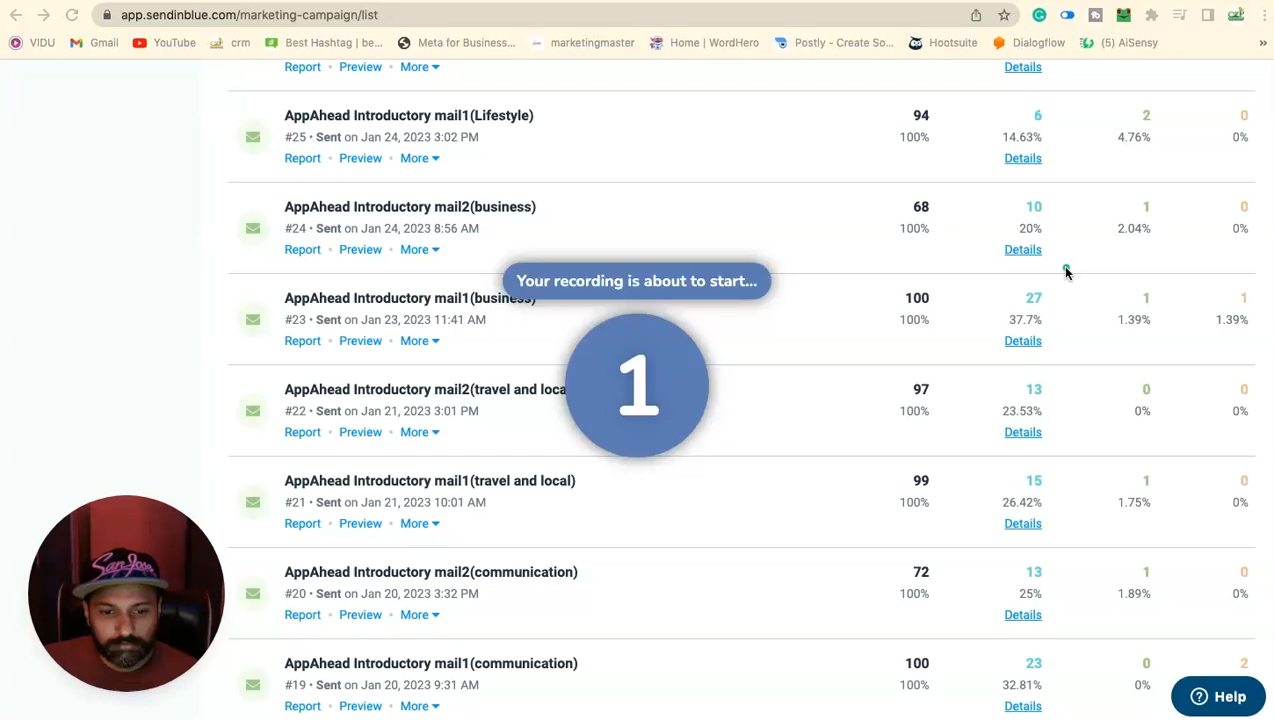 app.sendinblue.com/marketing-campaign/list
VIDU Gmail YouTube crm Best Hashtag | be... Meta for Business... marketingmaster Home | WordHero Postly - Create So... Hootsuite Dialogflow (5) AiSensy »
Report • Preview • More Details
AppAhead Introductory mail1(Lifestyle) 94 6 2 0
#25 • Sent on Jan 24, 2023 3:02 PM 100% 14.63% 4.76% 0%
Report • Preview • More Details
AppAhead Introductory mail2(business) 68 10 1 0
#24 • Sent on Jan 24, 2023 8:56 AM 100% 20% 2.04% 0%
Report • Preview • More Details
Your recording is about to start...
AppAhead Introductory mail1(business) 100 27 1 1
#23 • Sent on Jan 23, 2023 11:41 AM 100% 37.7% 1.39% 1.39%
Report • Preview • More Details
1
AppAhead Introductory mail2(travel and loca 97 13 0 0
#22 • Sent on Jan 21, 2023 3:01 PM 100% 23.53% 0% 0%
Report • Preview • More Details
AppAhead Introductory mail1(travel and local) 99 15 1 0
#21 • Sent on Jan 21, 2023 10:01 AM 100% 26.42% 1.75% 0%
Report • Preview • More Details
AppAhead Introductory mail2(communication) 72 13 1 0
#20 • Sent on Jan 20, 2023 3:32 PM 100% 25% 1.89% 0%
Report • Preview • More Details
San Jose
AppAhead Introductory mail1(communication) 100 23 0 2
#19 • Sent on Jan 20, 2023 9:31 AM 100% 32.81% 0%
Report • Preview • More Details
Help